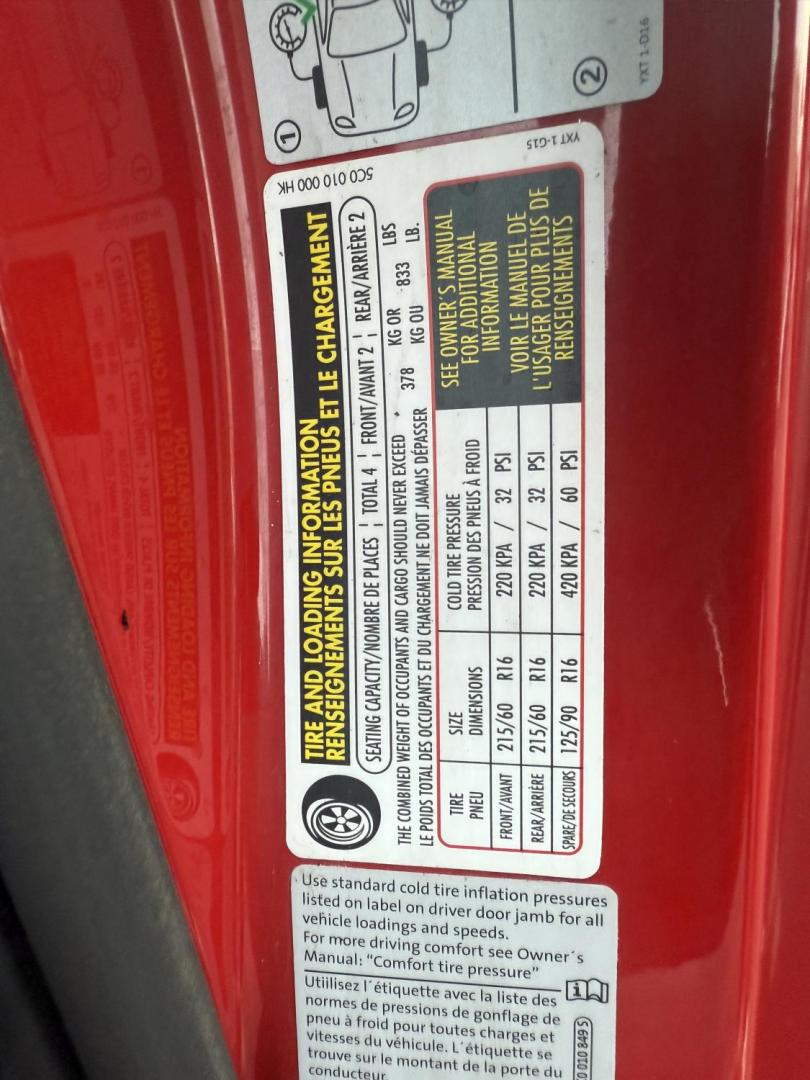 1
2
YXT 1-D16
5C0 010 000 HK
YXT 1-G15
TIRE AND LOADING INFORMATION
RENSEIGNEMENTS SUR LES PNEUS ET LE CHARGEMENT
SEATING CAPACITY/NOMBRE DE PLACES | TOTAL 4 | FRONT/AVANT 2 | REAR/ARRIÈRE 2
THE COMBINED WEIGHT OF OCCUPANTS AND CARGO SHOULD NEVER EXCEED 378 KG OR 833 LBS
LE POIDS TOTAL DES OCCUPANTS ET DU CHARGEMENT NE DOIT JAMAIS DÉPASSER KG OU LB.
TIRE SIZE COLD TIRE PRESSURE
PNEU DIMENSIONS PRESSION DES PNEUS À FROID
FRONT/AVANT 215/60 R16 220 KPA / 32 PSI
REAR/ARRIÈRE 215/60 R16 220 KPA / 32 PSI
SPARE/DE SECOURS 125/90 R16 420 KPA / 60 PSI
SEE OWNER'S MANUAL
FOR ADDITIONAL
INFORMATION
VOIR LE MANUEL DE
L'USAGER POUR PLUS DE
RENSEIGNEMENTS
Use standard cold tire inflation pressures
listed on label on driver door jamb for all
vehicle loadings and speeds.
For more driving comfort see Owner´s
Manual: “Comfort tire pressure”
Utiilisez l´étiquette avec la liste des
normes de pressions de gonflage de
pneu à froid pour toutes charges et
vitesses du véhicule. L´étiquette se
trouve sur le montant de la porte du
conducteur.
010 849 S